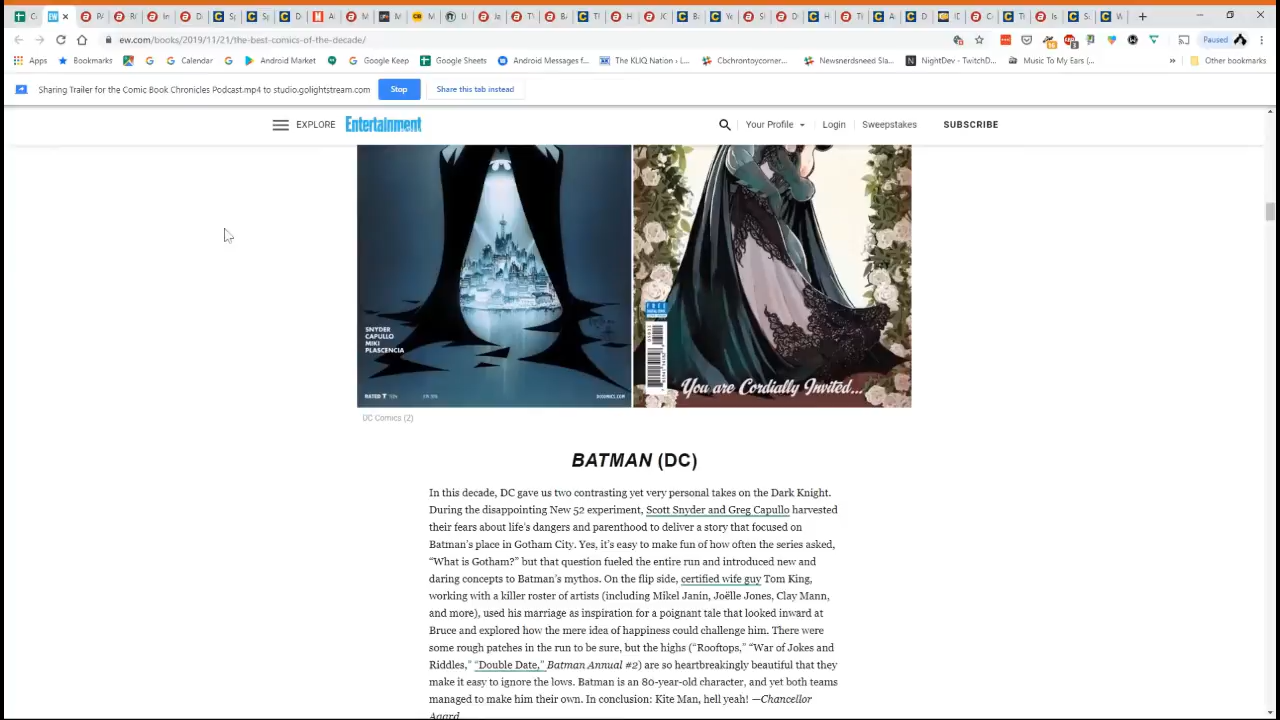 ew.com/books/2019/11/21/the-best-comics-of-the-decade/
Paused
Apps
Bookmarks
Calendar
Android Market
Google Keep
Google Sheets
Android Messages f...
The KLIQ Nation › L...
Cochrontoycorner...
Newsnerdsneed Sla...
NightDev - TwitchD...
Music To My Ears (...
»
Other bookmarks
Sharing Trailer for the Comic Book Chronicles Podcast.mp4 to studio.golightstream.com
Stop
Share this tab instead
EXPLORE
Entertainment
Your Profile
Login
Sweepstakes
SUBSCRIBE
SNYDER
CAPULLO
MIKI
PLASCENCIA
RATED T
DCCOMICS.COM
FREE
You are Cordially Invited...
DC Comics (2)
BATMAN (DC)
In this decade, DC gave us two contrasting yet very personal takes on the Dark Knight.
During the disappointing New 52 experiment, Scott Snyder and Greg Capullo harvested
their fears about life's dangers and parenthood to deliver a story that focused on
Batman's place in Gotham City. Yes, it's easy to make fun of how often the series asked,
“What is Gotham?” but that question fueled the entire run and introduced new and
daring concepts to Batman's mythos. On the flip side, certified wife guy Tom King,
working with a killer roster of artists (including Mikel Janin, Joëlle Jones, Clay Mann,
and more), used his marriage as inspiration for a poignant tale that looked inward at
Bruce and explored how the mere idea of happiness could challenge him. There were
some rough patches in the run to be sure, but the highs (“Rooftops,” “War of Jokes and
Riddles,” “Double Date,” Batman Annual #2) are so heartbreakingly beautiful that they
make it easy to ignore the lows. Batman is an 80-year-old character, and yet both teams
managed to make him their own. In conclusion: Kite Man, hell yeah! —Chancellor
Agard